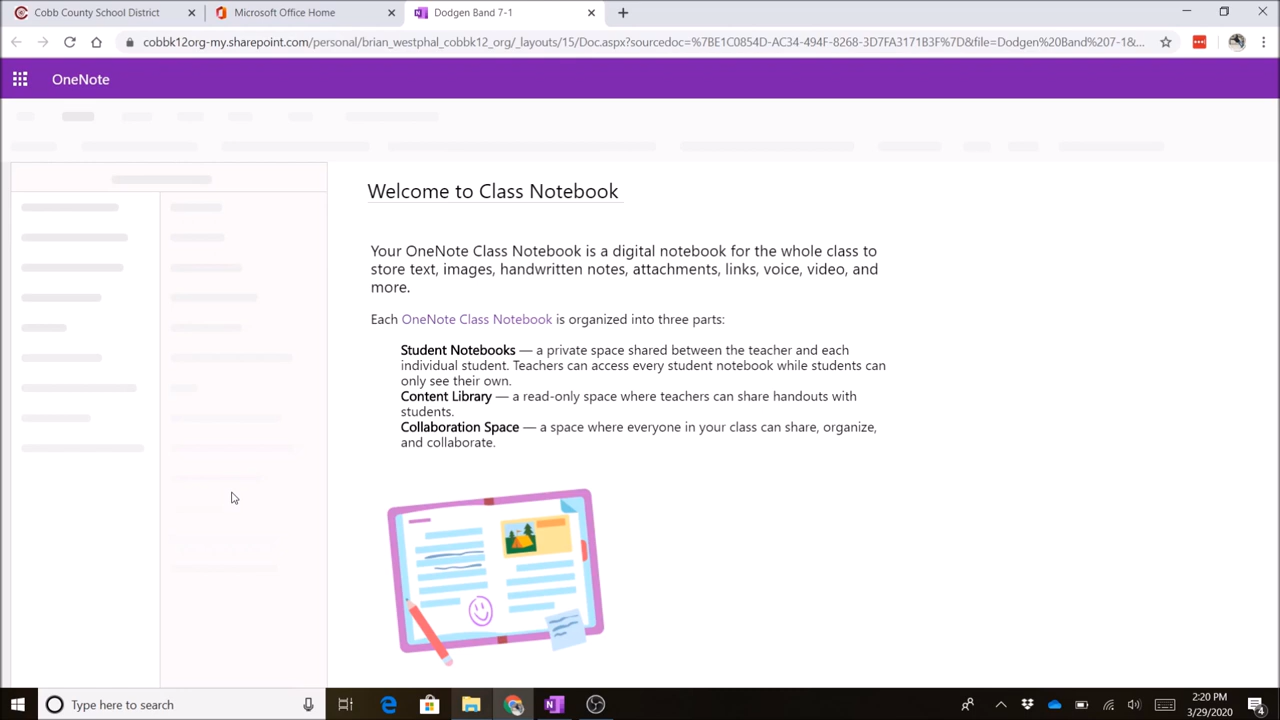 Cobb County School District
Microsoft Office Home
Dodgen Band 7-1
cobbk12org-my.sharepoint.com/personal/brian_westphal_cobbk12_org/_layouts/15/Doc.aspx?sourcedoc=%7BE1C0854D-AC34-494F-8268-3D7FA3171B3F%7D&file=Dodgen%20Band%207-1&...
OneNote
Welcome to Class Notebook
Your OneNote Class Notebook is a digital notebook for the whole class to
store text, images, handwritten notes, attachments, links, voice, video, and
more.
Each OneNote Class Notebook is organized into three parts:
Student Notebooks — a private space shared between the teacher and each
individual student. Teachers can access every student notebook while students can
only see their own.
Content Library — a read-only space where teachers can share handouts with
students.
Collaboration Space — a space where everyone in your class can share, organize,
and collaborate.
Type here to search
2:20 PM
3/29/2020
4